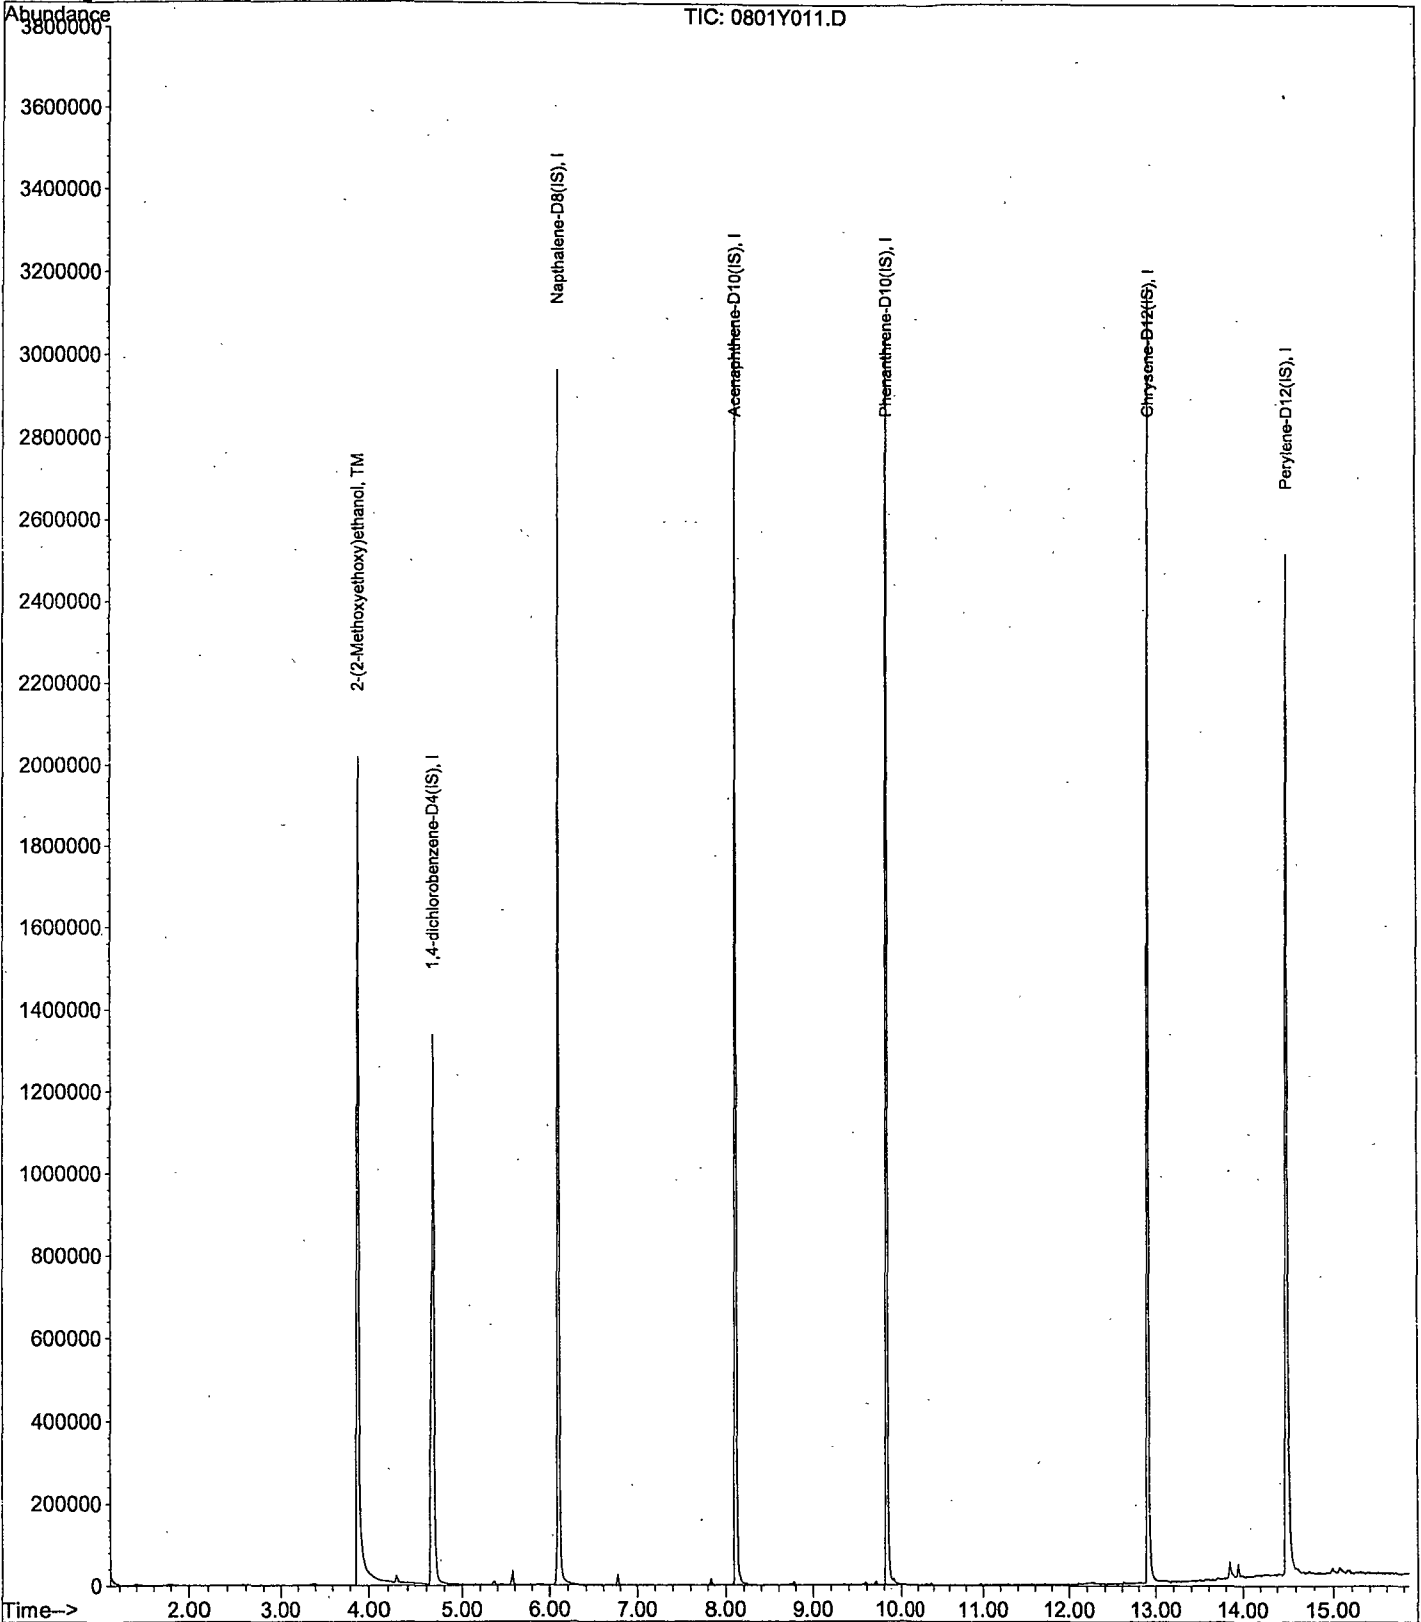 Abundance
TIC: 0801Y011.D
3800000
3600000
3400000
3200000
3000000
2800000
2600000
2400000
2200000
2000000
1800000
1600000
1400000
1200000
1000000
800000
600000
400000
200000
0
2-(2-Methoxyethoxy)ethanol, TM
1,4-dichlorobenzene-D4(IS), I
Napthalene-D8(IS), I
Acenaphthene-D10(IS), I
Phenanthrene-D10(IS), I
Chrysene-D12(IS), I
Perylene-D12(IS), I
Time--> 2.00 3.00 4.00 5.00 6.00 7.00 8.00 9.00 10.00 11.00 12.00 13.00 14.00 15.00